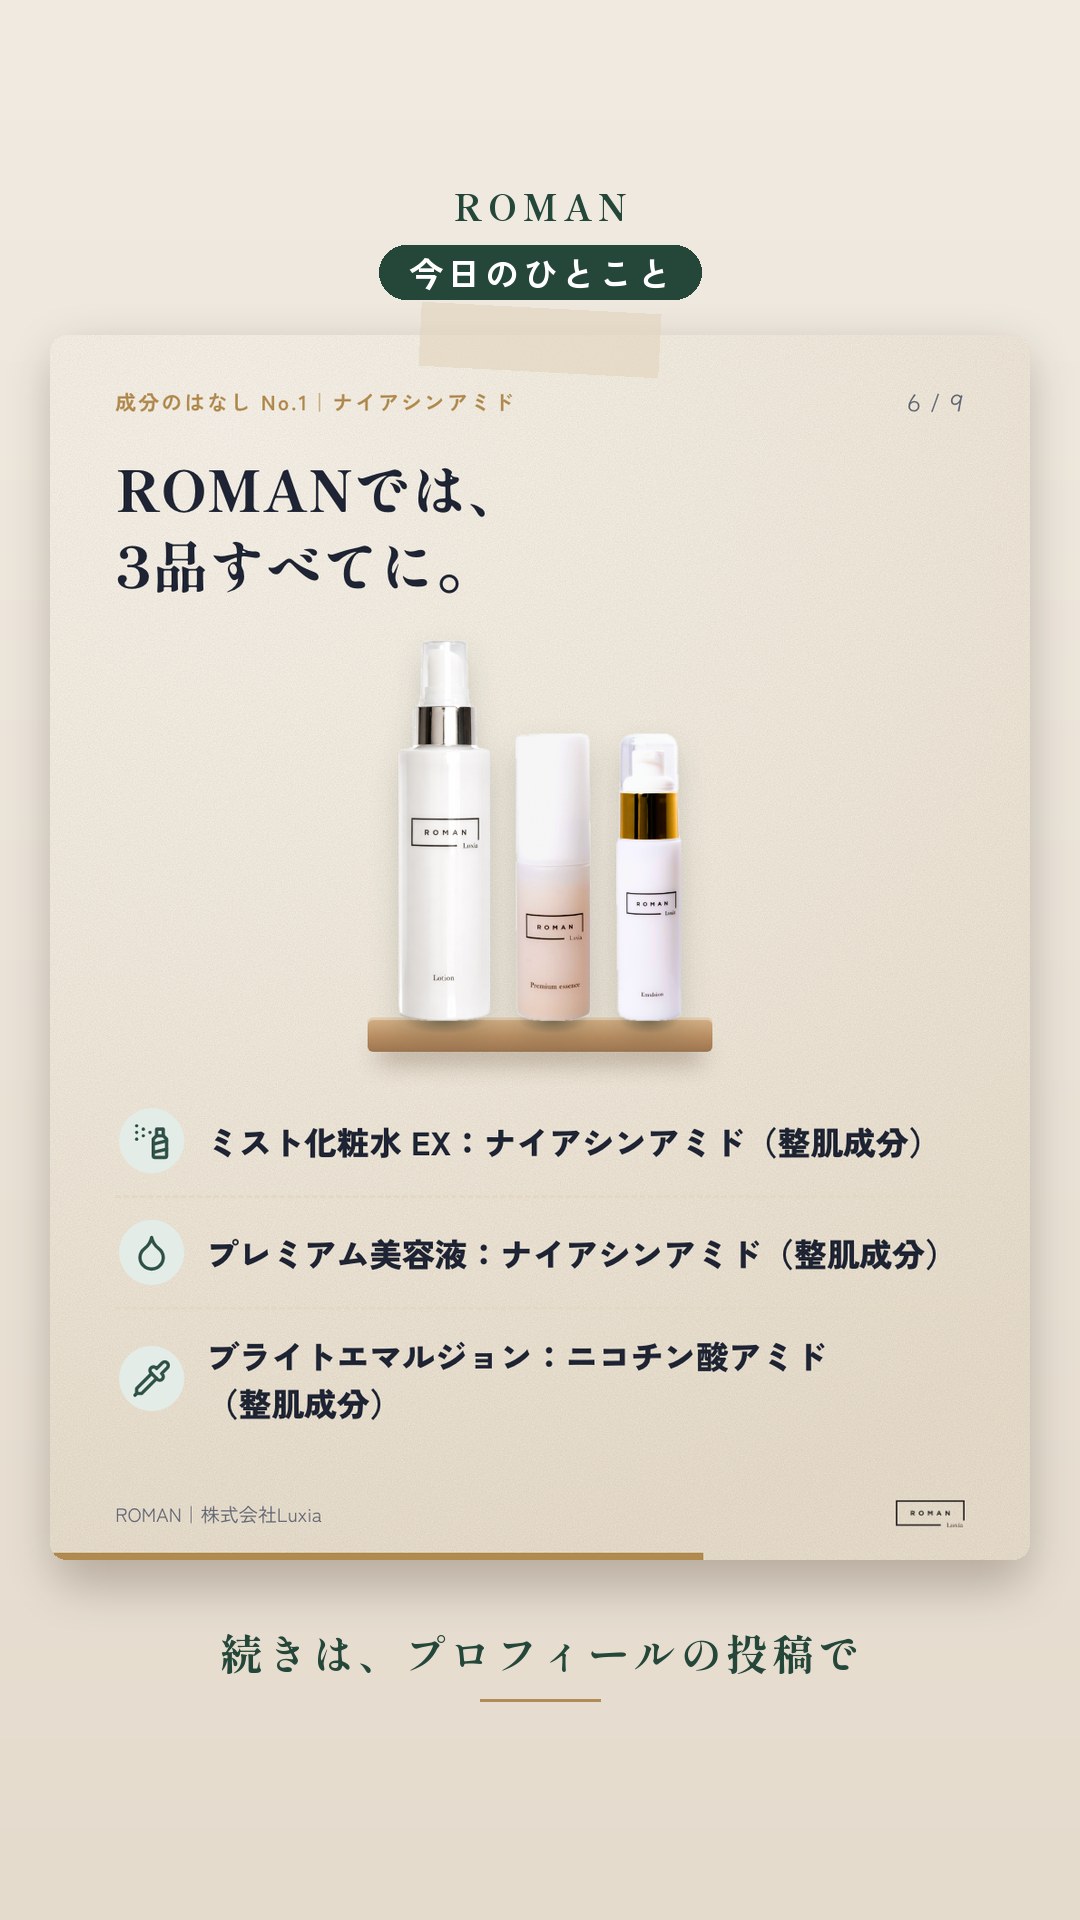 ROMAN
今日のひとこと
成分のはなし No.1｜ナイアシンアミド
6 / 9
ROMANでは、
3品すべてに。
ROMAN
Luxia
Lotion
ROMAN
Luxia
Premium essence
ROMAN
Luxia
Emulsion
ミスト化粧水 EX：ナイアシンアミド（整肌成分）
プレミアム美容液：ナイアシンアミド（整肌成分）
ブライトエマルジョン：ニコチン酸アミド
（整肌成分）
ROMAN｜株式会社Luxia
ROMAN
Luxia
続きは、プロフィールの投稿で